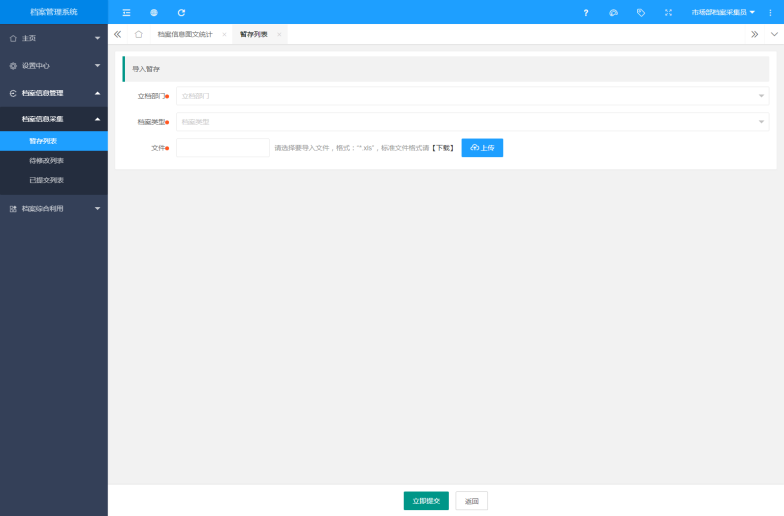 档案管理系统
?
市场部档案采集员
主页
档案信息图文统计 ×
暂存列表 ×
设置中心
档案信息管理
档案信息采集
暂存列表
待修改列表
已提交列表
档案综合利用
导入暂存
立档部门
立档部门
档案类型
档案类型
文件
请选择要导入文件，格式："*.xls"，标准文件格式请【下载】
上传
立即提交
返回